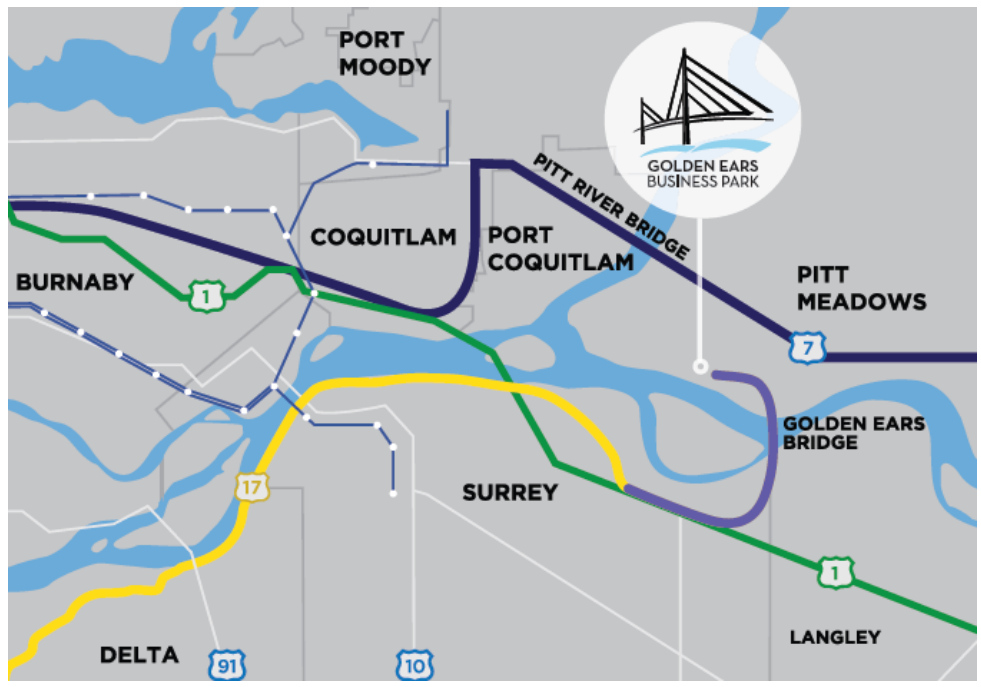 PORT
MOODY
GOLDEN EARS
BUSINESS PARK
PITT RIVER BRIDGE
COQUITLAM
PORT
COQUITLAM
BURNABY
1
PITT
MEADOWS
7
GOLDEN EARS
BRIDGE
17
SURREY
1
LANGLEY
DELTA
91
10